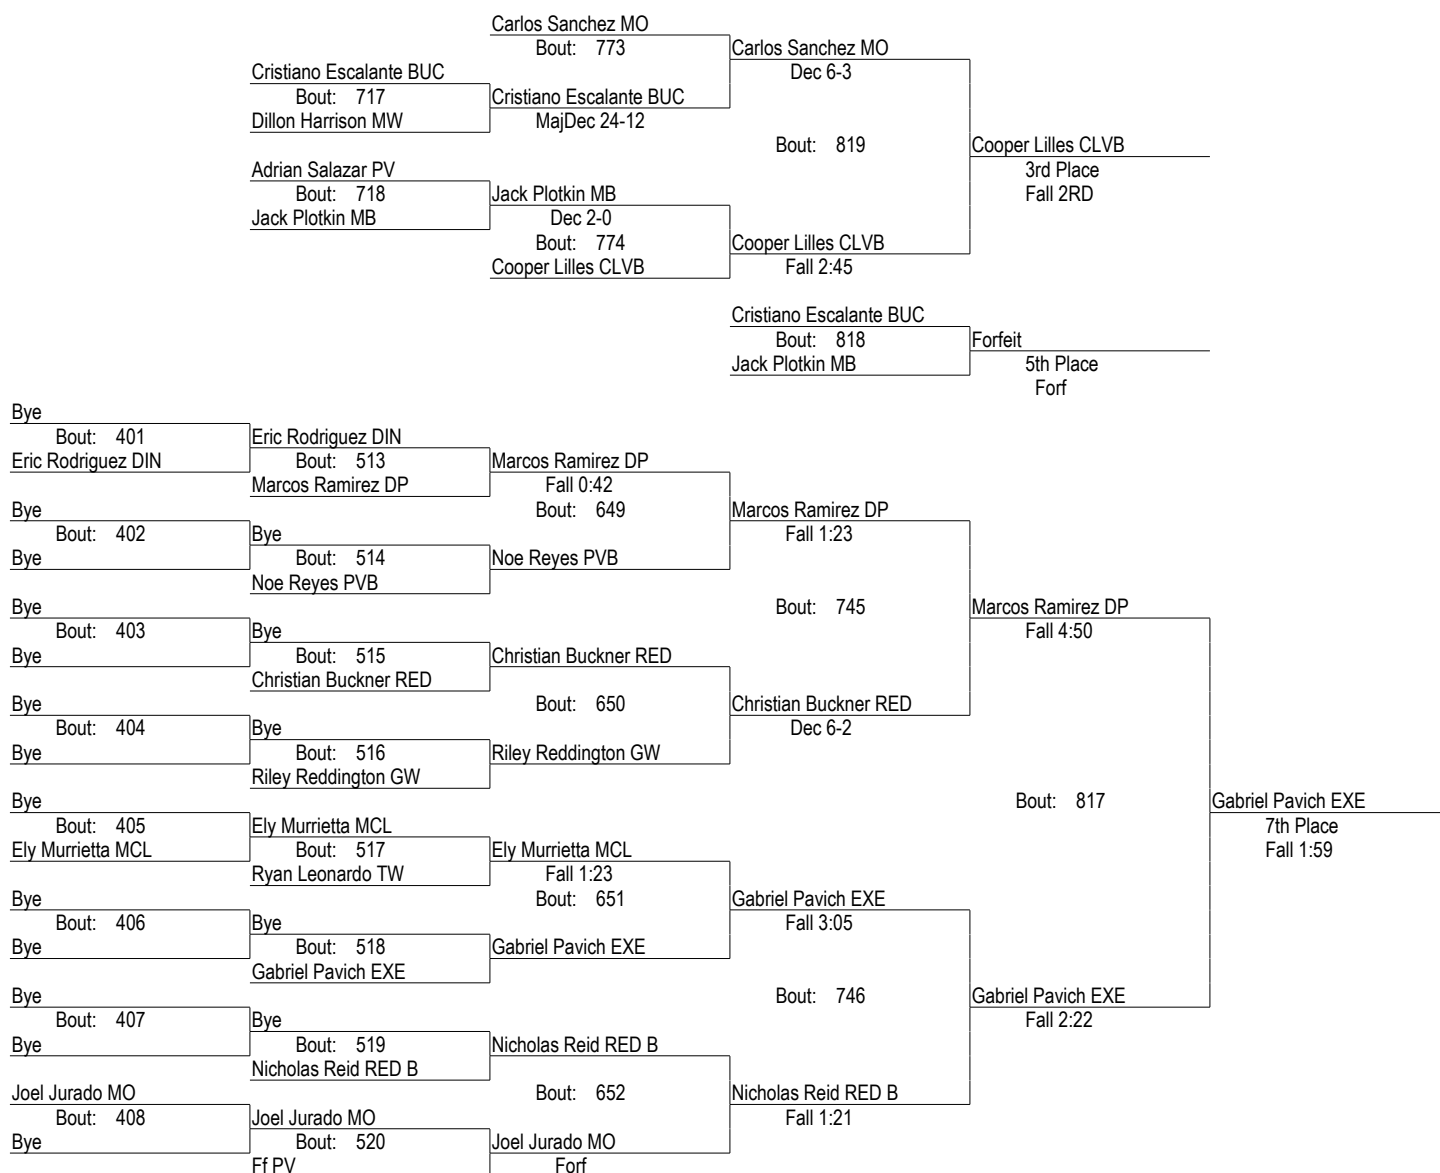 Carlos Sanchez MO
Bout: 773 Carlos Sanchez MO
Cristiano Escalante BUC Dec 6-3
Bout: 717 Cristiano Escalante BUC
Dillon Harrison MW MajDec 24-12
Bout: 819 Cooper Lilles CLVB
Adrian Salazar PV 3rd Place
Bout: 718 Jack Plotkin MB Fall 2RD
Jack Plotkin MB Dec 2-0
Bout: 774 Cooper Lilles CLVB
Cooper Lilles CLVB Fall 2:45
Cristiano Escalante BUC
Bout: 818 Forfeit
Jack Plotkin MB 5th Place
Forf
Bye
Bout: 401 Eric Rodriguez DIN
Eric Rodriguez DIN Bout: 513 Marcos Ramirez DP
Marcos Ramirez DP Fall 0:42
Bye Bout: 649 Marcos Ramirez DP
Bout: 402 Bye Fall 1:23
Bye Bout: 514 Noe Reyes PVB
Noe Reyes PVB
Bye Bout: 745 Marcos Ramirez DP
Bout: 403 Bye Fall 4:50
Bye Bout: 515 Christian Buckner RED
Christian Buckner RED
Bye Bout: 650 Christian Buckner RED
Bout: 404 Bye Dec 6-2
Bye Bout: 516 Riley Reddington GW
Riley Reddington GW
Bye Bout: 817 Gabriel Pavich EXE
Bout: 405 Ely Murrietta MCL 7th Place
Ely Murrietta MCL Bout: 517 Ely Murrietta MCL Fall 1:59
Ryan Leonardo TW Fall 1:23
Bye Bout: 651 Gabriel Pavich EXE
Bout: 406 Bye Fall 3:05
Bye Bout: 518 Gabriel Pavich EXE
Gabriel Pavich EXE
Bye Bout: 746 Gabriel Pavich EXE
Bout: 407 Bye Fall 2:22
Bye Bout: 519 Nicholas Reid RED B
Nicholas Reid RED B
Joel Jurado MO Bout: 652 Nicholas Reid RED B
Bout: 408 Joel Jurado MO Fall 1:21
Bye Bout: 520 Joel Jurado MO
Ff PV Forf